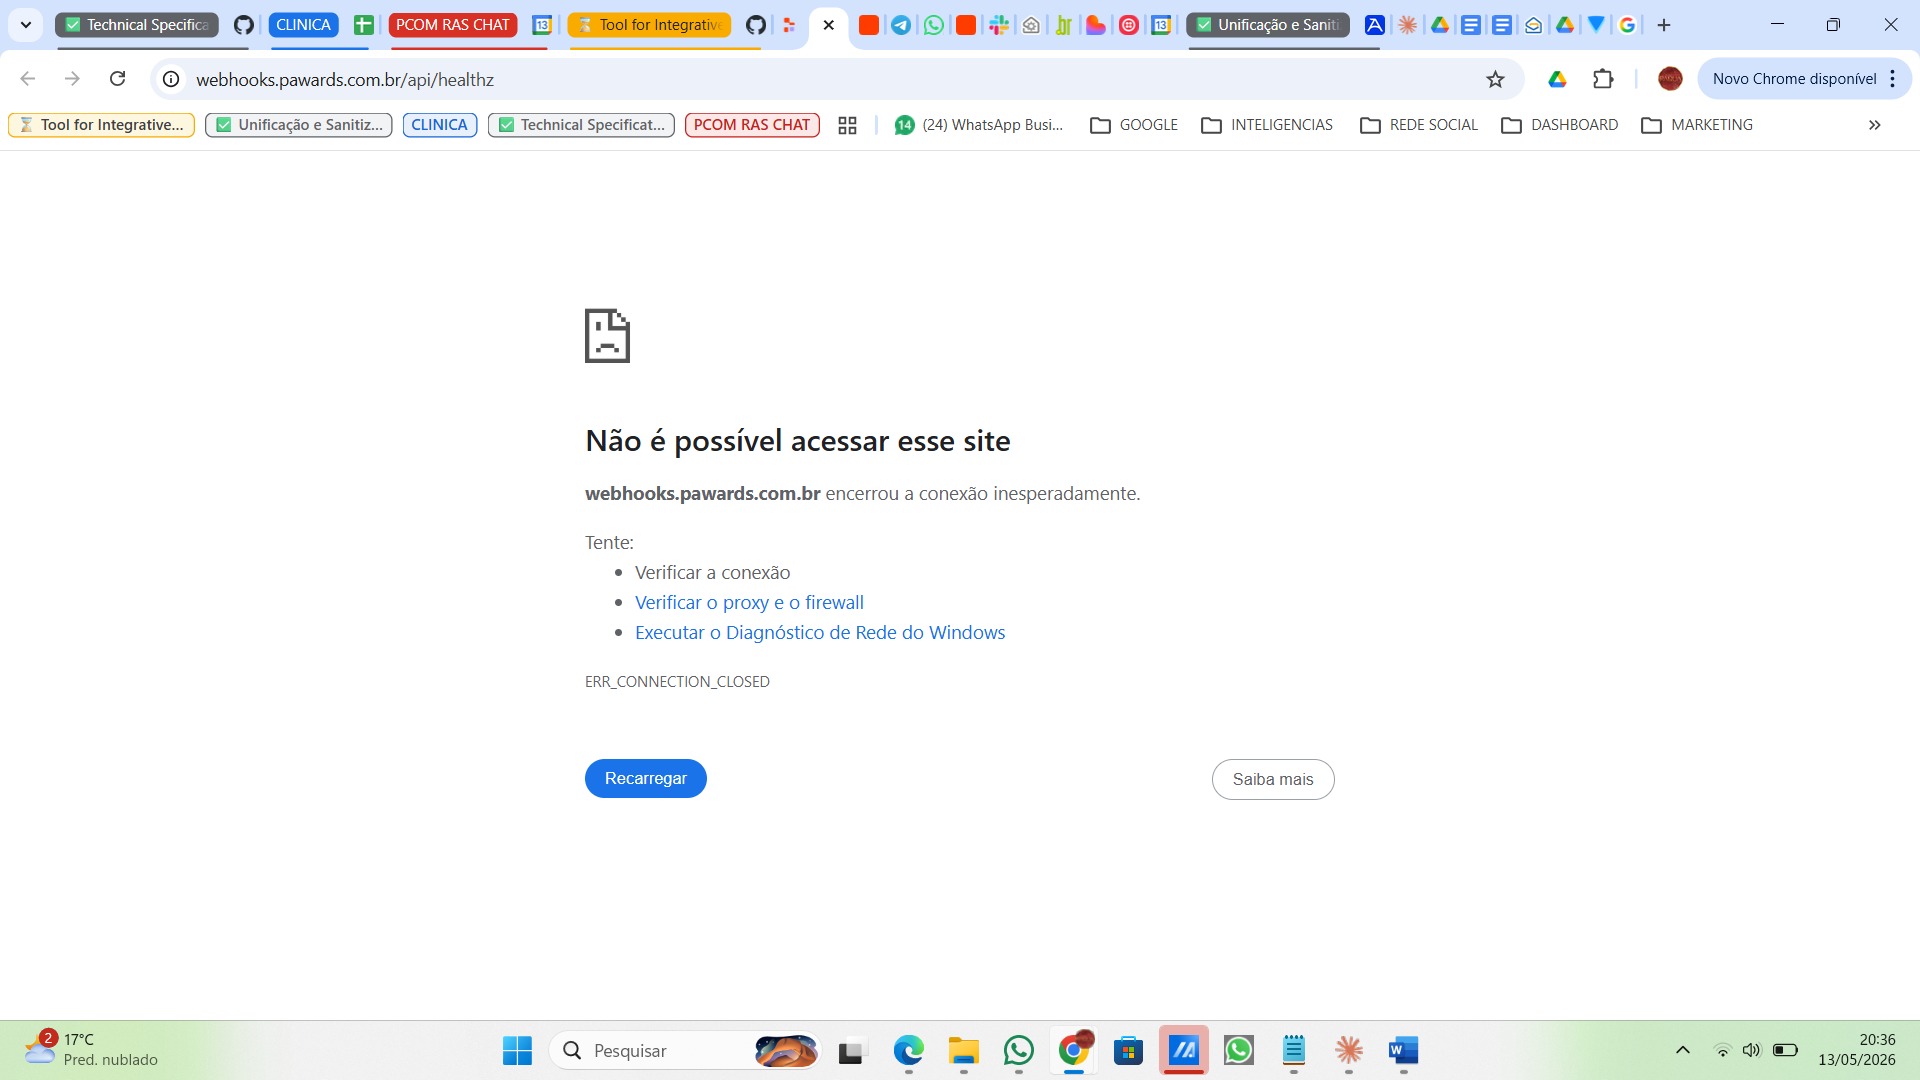 Technical Specifica
CLINICA
PCOM RAS CHAT
13
Tool for Integrative
13
Unificação e Saniti
webhooks.pawards.com.br/api/healthz
Novo Chrome disponível
Tool for Integrative...
Unificação e Sanitiz...
CLINICA
Technical Specificat...
PCOM RAS CHAT
14
(24) WhatsApp Busi...
GOOGLE
INTELIGENCIAS
REDE SOCIAL
DASHBOARD
MARKETING
Não é possível acessar esse site
webhooks.pawards.com.br encerrou a conexão inesperadamente.
Tente:
Verificar a conexão
Verificar o proxy e o firewall
Executar o Diagnóstico de Rede do Windows
ERR_CONNECTION_CLOSED
Recarregar
Saiba mais
2
17°C
Pred. nublado
Pesquisar
20:36
13/05/2026